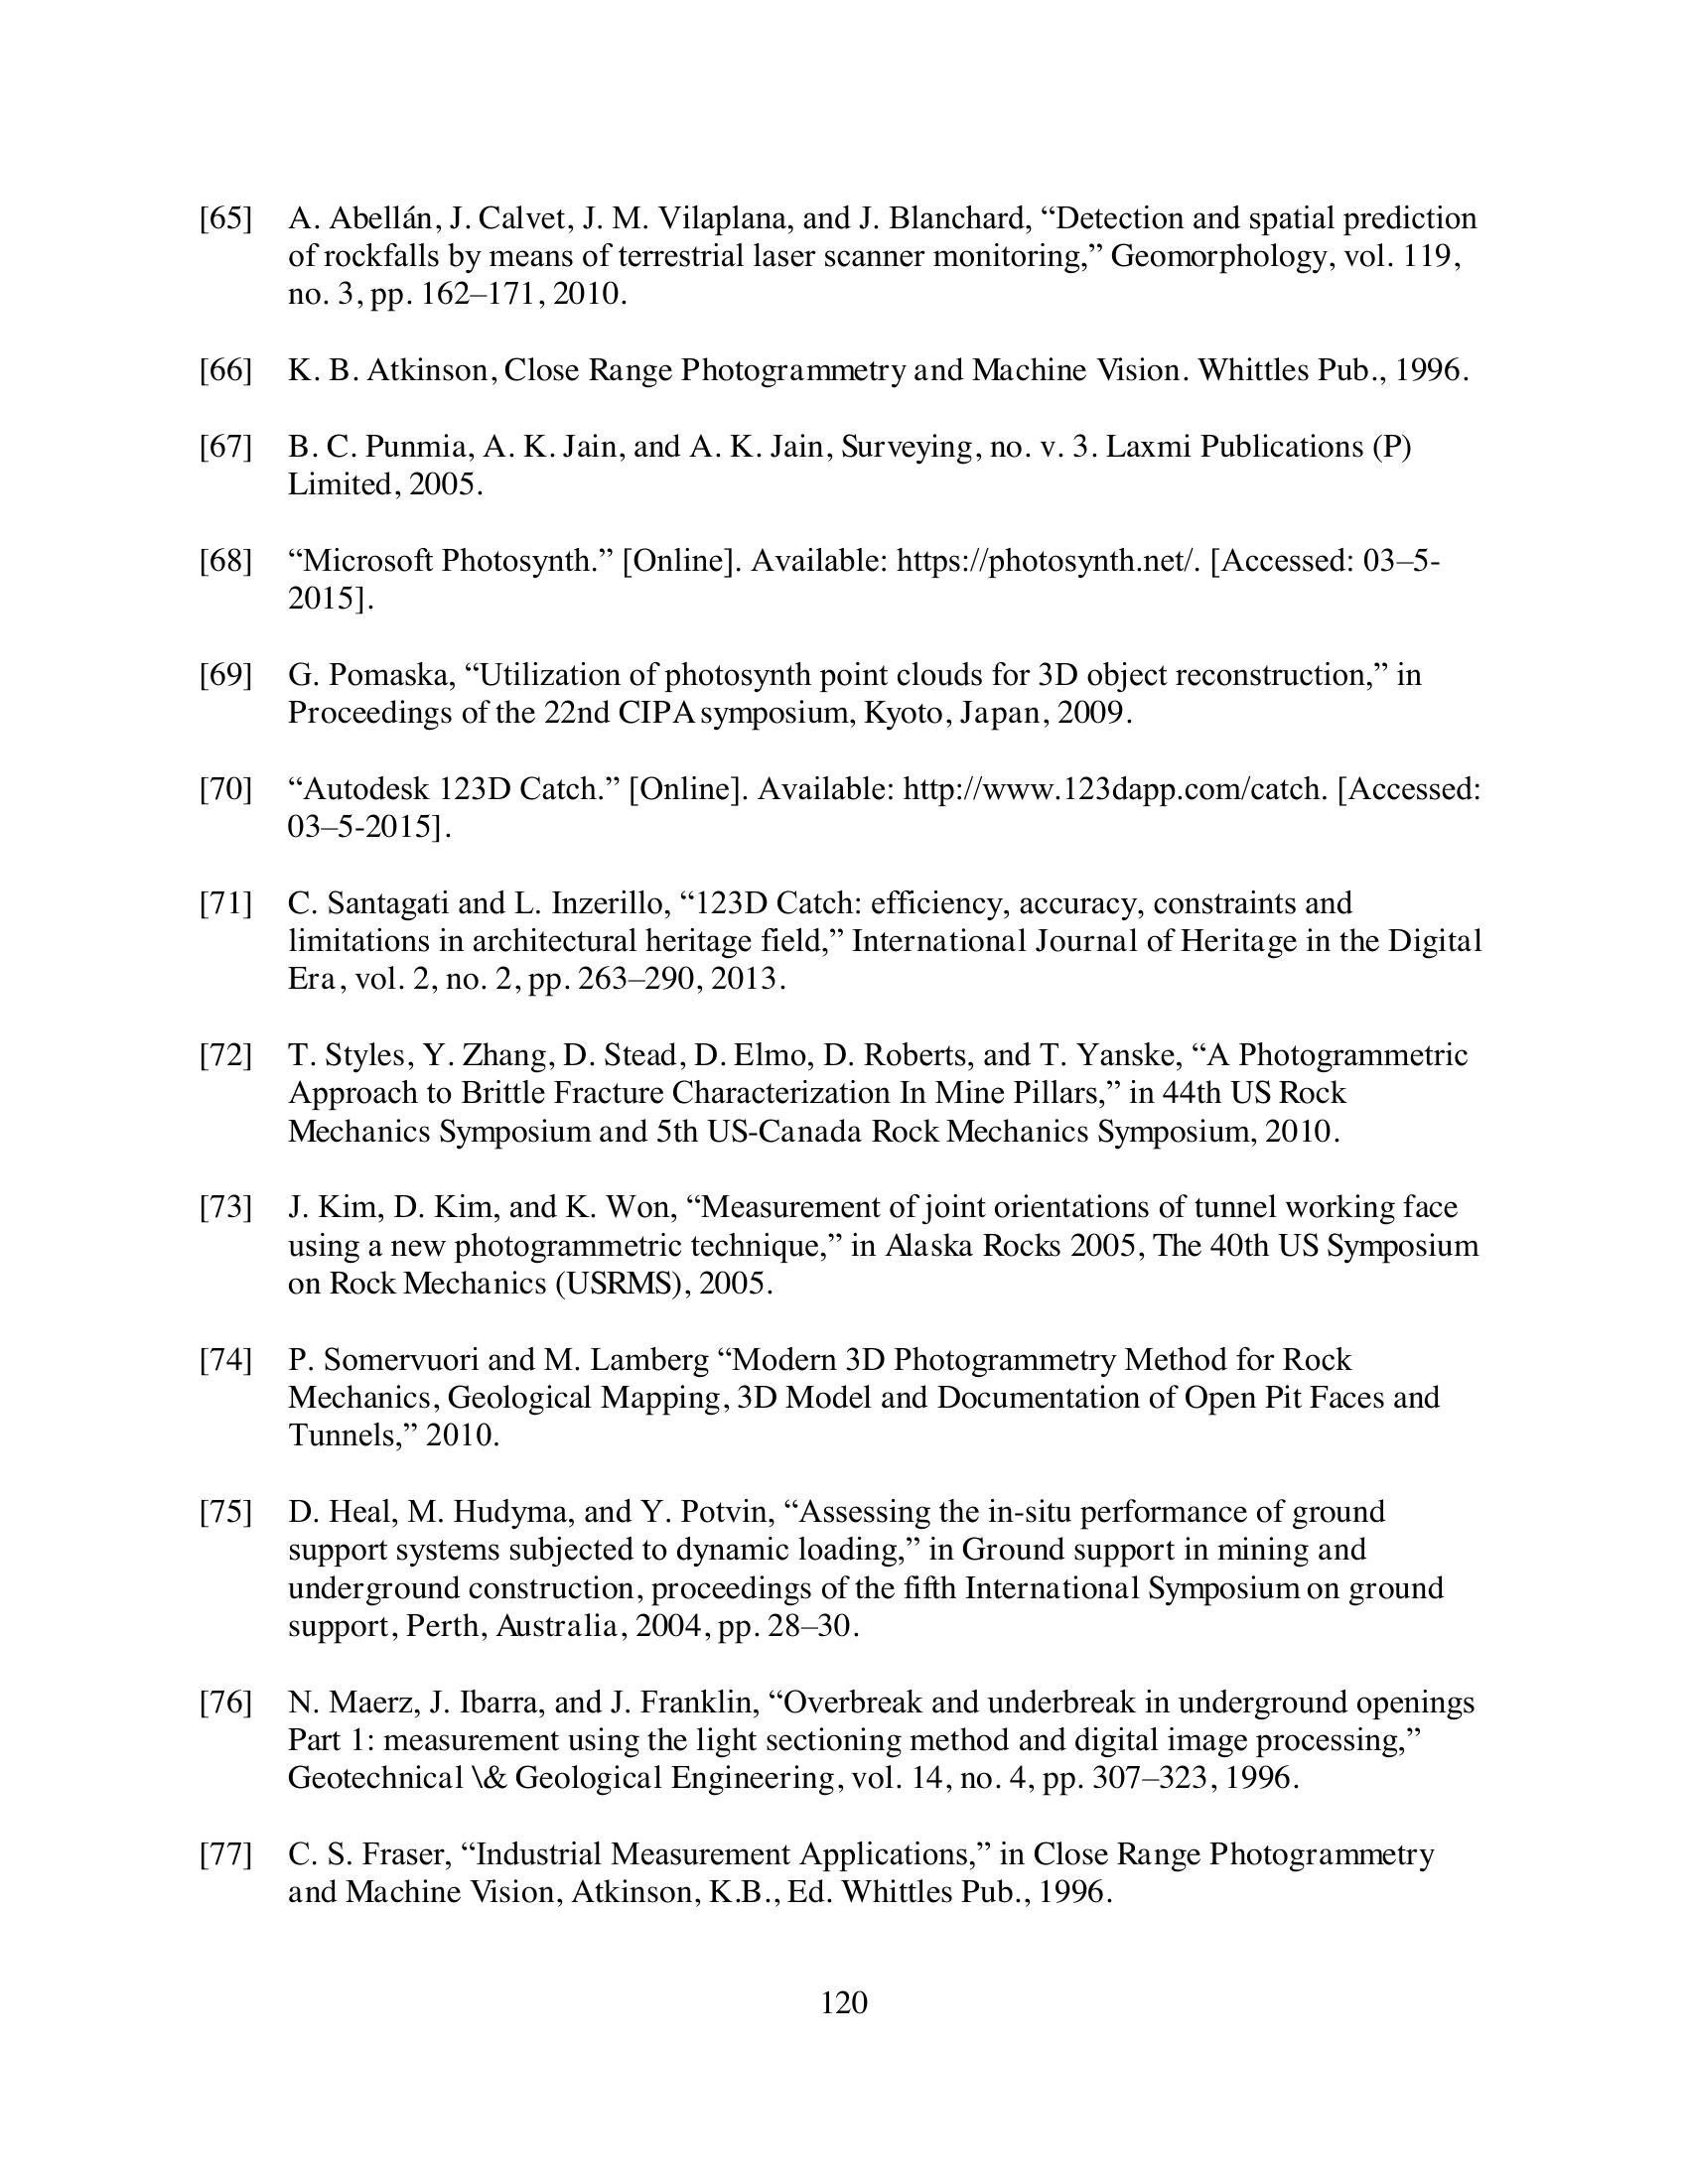 [65] A. Abellán, J. Calvet, J. M. Vilaplana, and J. Blanchard, “Detection and spatial prediction
of rockfalls by means of terrestrial laser scanner monitoring,” Geomorphology, vol. 119,
no. 3, pp. 162–171, 2010.
[66] K. B. Atkinson, Close Range Photogrammetry and Machine Vision. Whittles Pub., 1996.
[67] B. C. Punmia, A. K. Jain, and A. K. Jain, Surveying, no. v. 3. Laxmi Publications (P)
Limited, 2005.
[68] “Microsoft Photosynth.” [Online]. Available: https://photosynth.net/. [Accessed: 03–5-
2015].
[69] G. Pomaska, “Utilization of photosynth point clouds for 3D object reconstruction,” in
Proceedings of the 22nd CIPA symposium, Kyoto, Japan, 2009.
[70] “Autodesk 123D Catch.” [Online]. Available: http://www.123dapp.com/catch. [Accessed:
03–5-2015].
[71] C. Santagati and L. Inzerillo, “123D Catch: efficiency, accuracy, constraints and
limitations in architectural heritage field,” International Journal of Heritage in the Digital
Era, vol. 2, no. 2, pp. 263–290, 2013.
[72] T. Styles, Y. Zhang, D. Stead, D. Elmo, D. Roberts, and T. Yanske, “A Photogrammetric
Approach to Brittle Fracture Characterization In Mine Pillars,” in 44th US Rock
Mechanics Symposium and 5th US-Canada Rock Mechanics Symposium, 2010.
[73] J. Kim, D. Kim, and K. Won, “Measurement of joint orientations of tunnel working face
using a new photogrammetric technique,” in Alaska Rocks 2005, The 40th US Symposium
on Rock Mechanics (USRMS), 2005.
[74] P. Somervuori and M. Lamberg “Modern 3D Photogrammetry Method for Rock
Mechanics, Geological Mapping, 3D Model and Documentation of Open Pit Faces and
Tunnels,” 2010.
[75] D. Heal, M. Hudyma, and Y. Potvin, “Assessing the in-situ performance of ground
support systems subjected to dynamic loading,” in Ground support in mining and
underground construction, proceedings of the fifth International Symposium on ground
support, Perth, Australia, 2004, pp. 28–30.
[76] N. Maerz, J. Ibarra, and J. Franklin, “Overbreak and underbreak in underground openings
Part 1: measurement using the light sectioning method and digital image processing,”
Geotechnical \& Geological Engineering, vol. 14, no. 4, pp. 307–323, 1996.
[77] C. S. Fraser, “Industrial Measurement Applications,” in Close Range Photogrammetry
and Machine Vision, Atkinson, K.B., Ed. Whittles Pub., 1996.
120